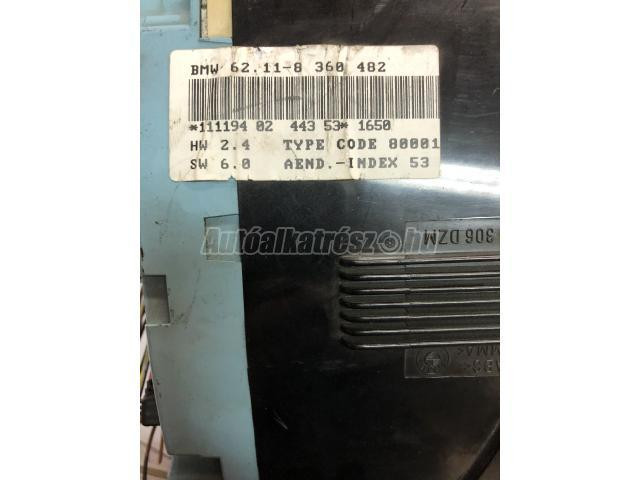 BMW 62.11-8 360 482
*111194 02 443 53* 1650
HW 2.4 TYPE CODE 80001
SW 6.0 AEND.-INDEX 53
Autóalkatrész.hu
306 DZM